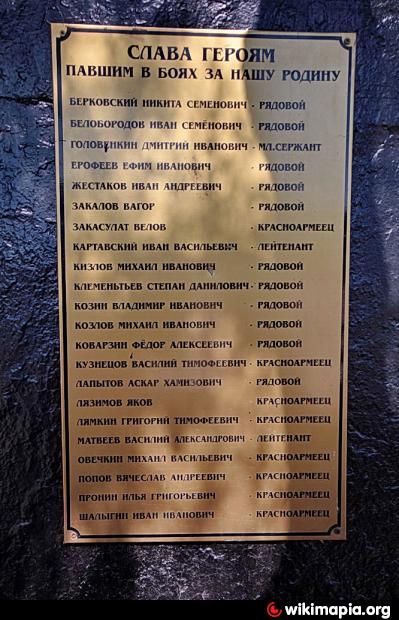 СЛАВА ГЕРОЯМ
ПАВШИМ В БОЯХ ЗА НАШУ РОДИНУ
БЕРКОВСКИЙ НИКИТА СЕМЕНОВИЧ - РЯДОВОЙ
БЕЛОБОРОДОВ ИВАН СЕМЁНОВИЧ - РЯДОВОЙ
ГОЛОВЕНКИН ДМИТРИЙ ИВАНОВИЧ - МЛ.СЕРЖАНТ
ЕРОФЕЕВ ЕФИМ ИВАНОВИЧ - РЯДОВОЙ
ЖЕСТАКОВ ИВАН АНДРЕЕВИЧ - РЯДОВОЙ
ЗАКАЛОВ ВАГОР - РЯДОВОЙ
ЗАКАСУЛАТ ВЕЛОВ - КРАСНОАРМЕЕЦ
КАРТАВСКИЙ ИВАН ВАСИЛЬЕВИЧ - ЛЕЙТЕНАНТ
КИЗЛОВ МИХАИЛ ИВАНОВИЧ - РЯДОВОЙ
КЛЕМЕНЬТЬЕВ СТЕПАН ДАНИЛОВИЧ - РЯДОВОЙ
КОЗИН ВЛАДИМИР ИВАНОВИЧ - РЯДОВОЙ
КОЗЛОВ МИХАИЛ ИВАНОВИЧ - РЯДОВОЙ
КОВАРЗИН ФЁДОР АЛЕКСЕЕВИЧ - РЯДОВОЙ
КУЗНЕЦОВ ВАСИЛИЙ ТИМОФЕЕВИЧ - КРАСНОАРМЕЕЦ
ЛАПЫТОВ АСКАР ХАМИЗОВИЧ - РЯДОВОЙ
ЛЯЗИМОВ ЯКОВ КРАСНОАРМЕЕЦ
ЛЯМКИН ГРИГОРИЙ ТИМОФЕЕВИЧ - КРАСНОАРМЕЕЦ
МАТВЕЕВ ВАСИЛИЙ АЛЕКСАНДРОВИЧ - ЛЕЙТЕНАНТ
ОВЕЧКИН МИХАИЛ ВАСИЛЬЕВИЧ - КРАСНОАРМЕЕЦ
ПОПОВ ВЯЧЕСЛАВ АНДРЕЕВИЧ - КРАСНОАРМЕЕЦ
ПРОНИН ИЛЬЯ ГРИГОРЬЕВИЧ - КРАСНОАРМЕЕЦ
ШАЛЫГИН ИВАН ИВАНОВИЧ - КРАСНОАРМЕЕЦ
wikimapia.org